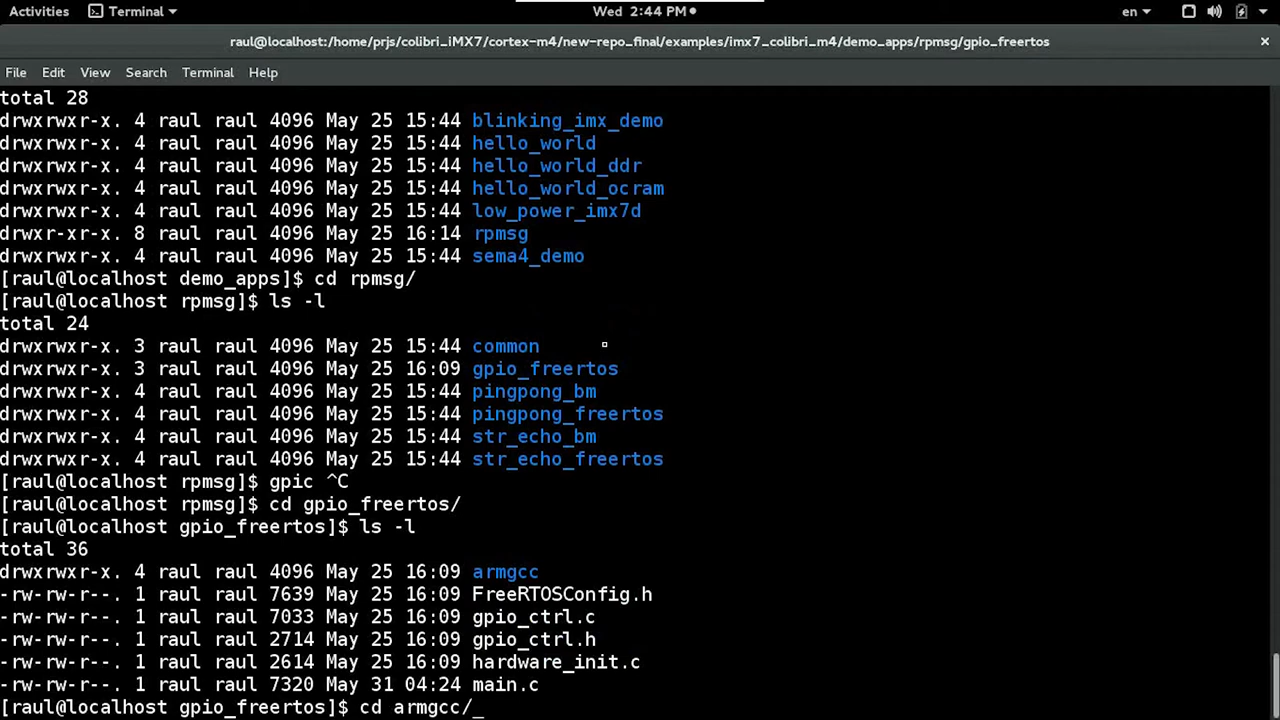 Activities Terminal Wed 2:44 PM en
raul@localhost:/home/prjs/colibri_iMX7/cortex-m4/new-repo_final/examples/imx7_colibri_m4/demo_apps/rpmsg/gpio_freertos
File Edit View Search Terminal Help
total 28
drwxrwxr-x. 4 raul raul 4096 May 25 15:44 blinking_imx_demo
drwxrwxr-x. 4 raul raul 4096 May 25 15:44 hello_world
drwxrwxr-x. 4 raul raul 4096 May 25 15:44 hello_world_ddr
drwxrwxr-x. 4 raul raul 4096 May 25 15:44 hello_world_ocram
drwxrwxr-x. 4 raul raul 4096 May 25 15:44 low_power_imx7d
drwxr-xr-x. 8 raul raul 4096 May 25 16:14 rpmsg
drwxrwxr-x. 4 raul raul 4096 May 25 15:44 sema4_demo
[raul@localhost demo_apps]$ cd rpmsg/
[raul@localhost rpmsg]$ ls -l
total 24
drwxrwxr-x. 3 raul raul 4096 May 25 15:44 common
drwxrwxr-x. 3 raul raul 4096 May 25 16:09 gpio_freertos
drwxrwxr-x. 4 raul raul 4096 May 25 15:44 pingpong_bm
drwxrwxr-x. 4 raul raul 4096 May 25 15:44 pingpong_freertos
drwxrwxr-x. 4 raul raul 4096 May 25 15:44 str_echo_bm
drwxrwxr-x. 4 raul raul 4096 May 25 15:44 str_echo_freertos
[raul@localhost rpmsg]$ gpic ^C
[raul@localhost rpmsg]$ cd gpio_freertos/
[raul@localhost gpio_freertos]$ ls -l
total 36
drwxrwxr-x. 4 raul raul 4096 May 25 16:09 armgcc
-rw-rw-r--. 1 raul raul 7639 May 25 16:09 FreeRTOSConfig.h
-rw-rw-r--. 1 raul raul 7033 May 25 16:09 gpio_ctrl.c
-rw-rw-r--. 1 raul raul 2714 May 25 16:09 gpio_ctrl.h
-rw-rw-r--. 1 raul raul 2614 May 25 16:09 hardware_init.c
-rw-rw-r--. 1 raul raul 7320 May 31 04:24 main.c
[raul@localhost gpio_freertos]$ cd armgcc/_